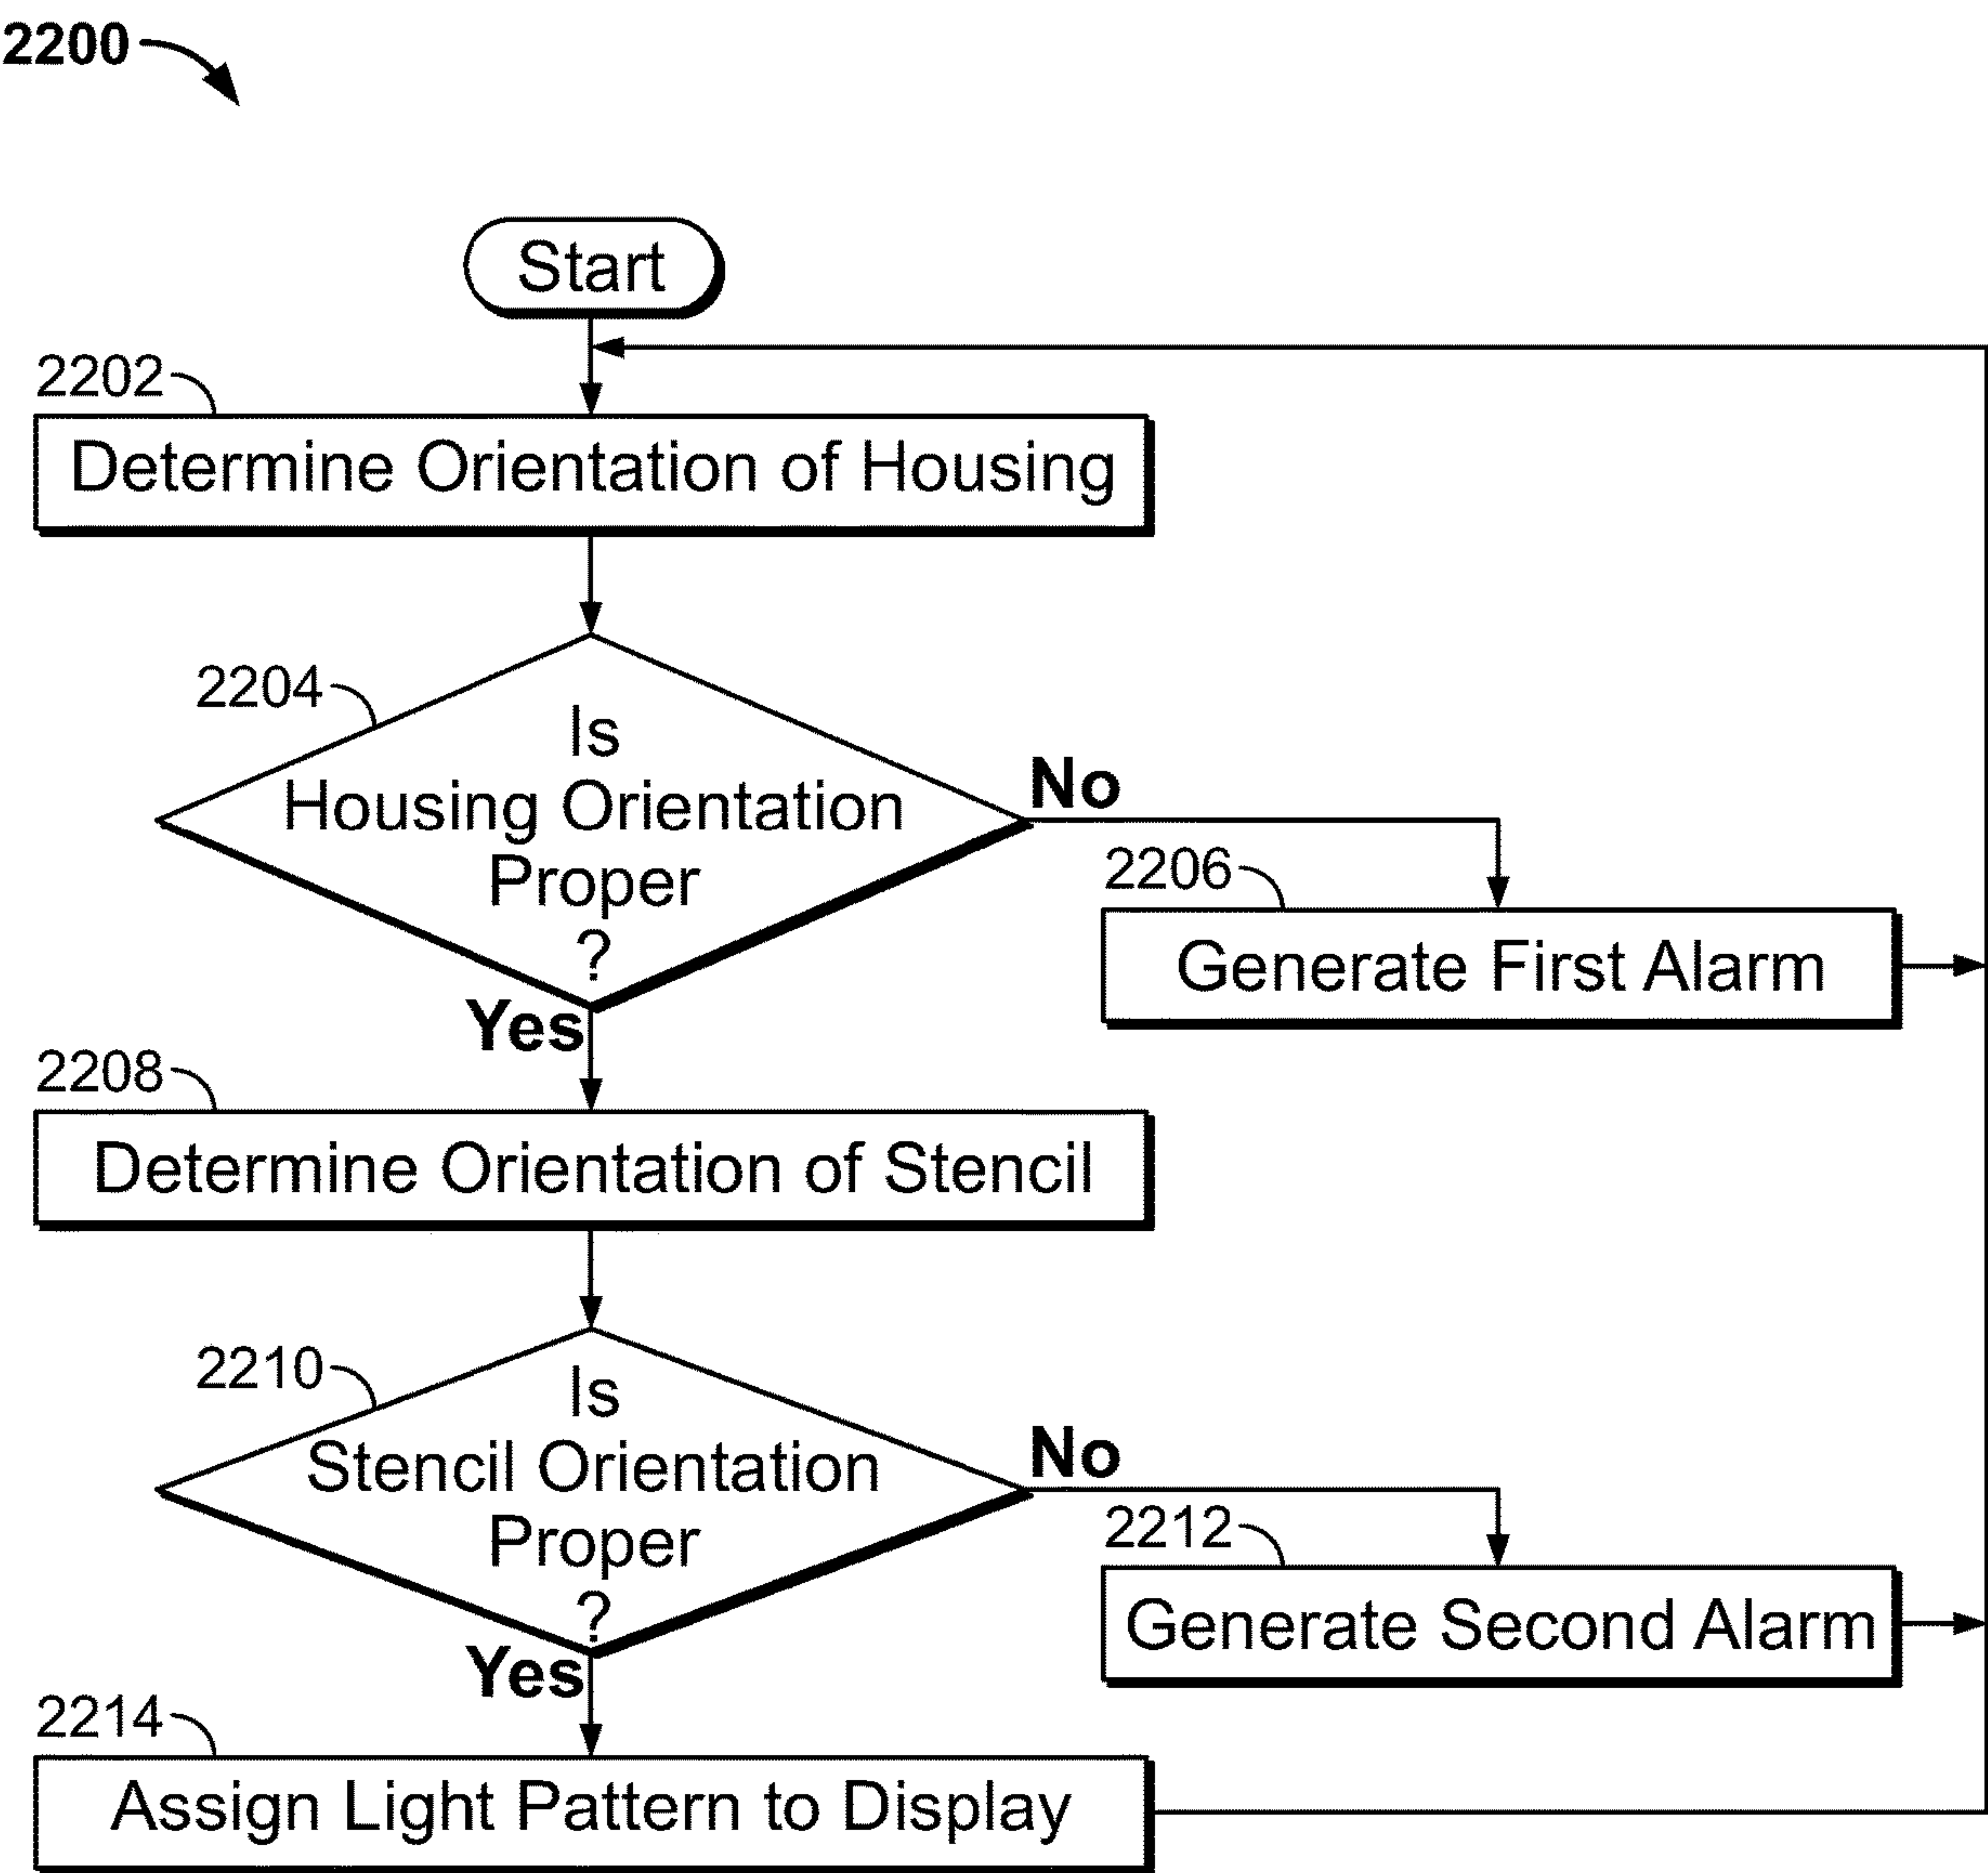 2200
Start
2202
Determine Orientation of Housing
2204
Is
Housing Orientation
Proper
?
No
2206
Generate First Alarm
Yes
2208
Determine Orientation of Stencil
2210
Is
Stencil Orientation
Proper
?
No
2212
Generate Second Alarm
Yes
2214
Assign Light Pattern to Display